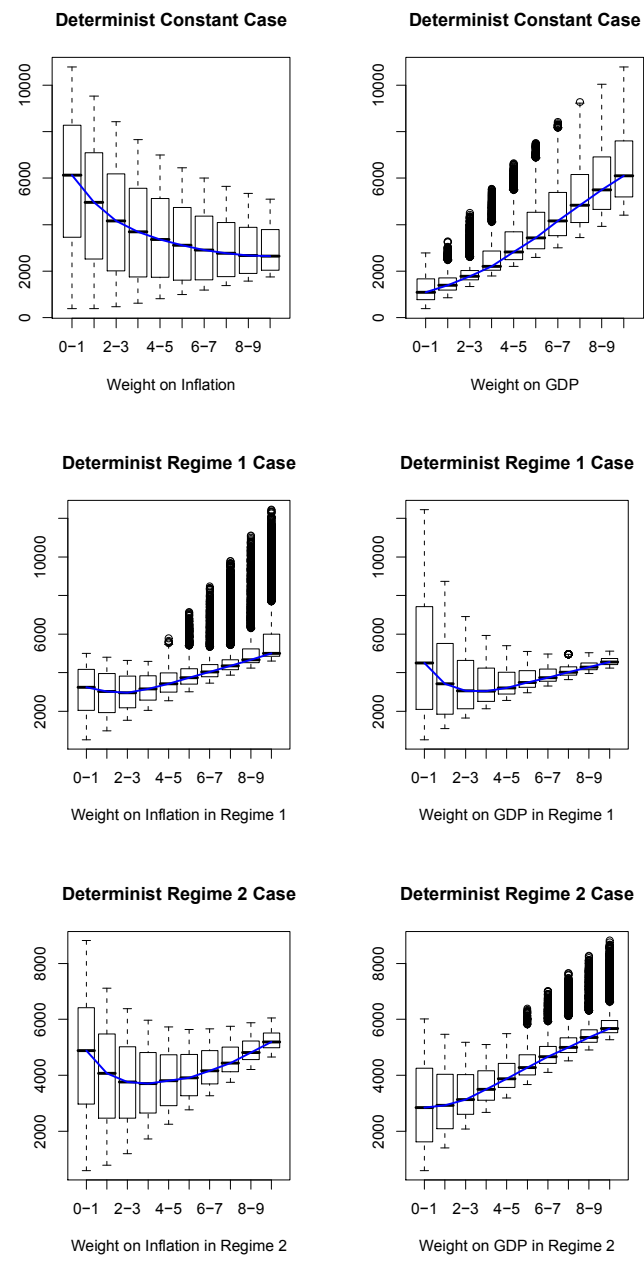 Determinist Constant Case
10000
6000
2000
0
0−1 2−3 4−5 6−7 8−9
Weight on Inflation
Determinist Constant Case
10000
6000
2000
0
0−1 2−3 4−5 6−7 8−9
Weight on GDP
Determinist Regime 1 Case
10000
6000
2000
0−1 2−3 4−5 6−7 8−9
Weight on Inflation in Regime 1
Determinist Regime 1 Case
10000
6000
2000
0−1 2−3 4−5 6−7 8−9
Weight on GDP in Regime 1
Determinist Regime 2 Case
8000
6000
4000
2000
0−1 2−3 4−5 6−7 8−9
Weight on Inflation in Regime 2
Determinist Regime 2 Case
8000
6000
4000
2000
0−1 2−3 4−5 6−7 8−9
Weight on GDP in Regime 2